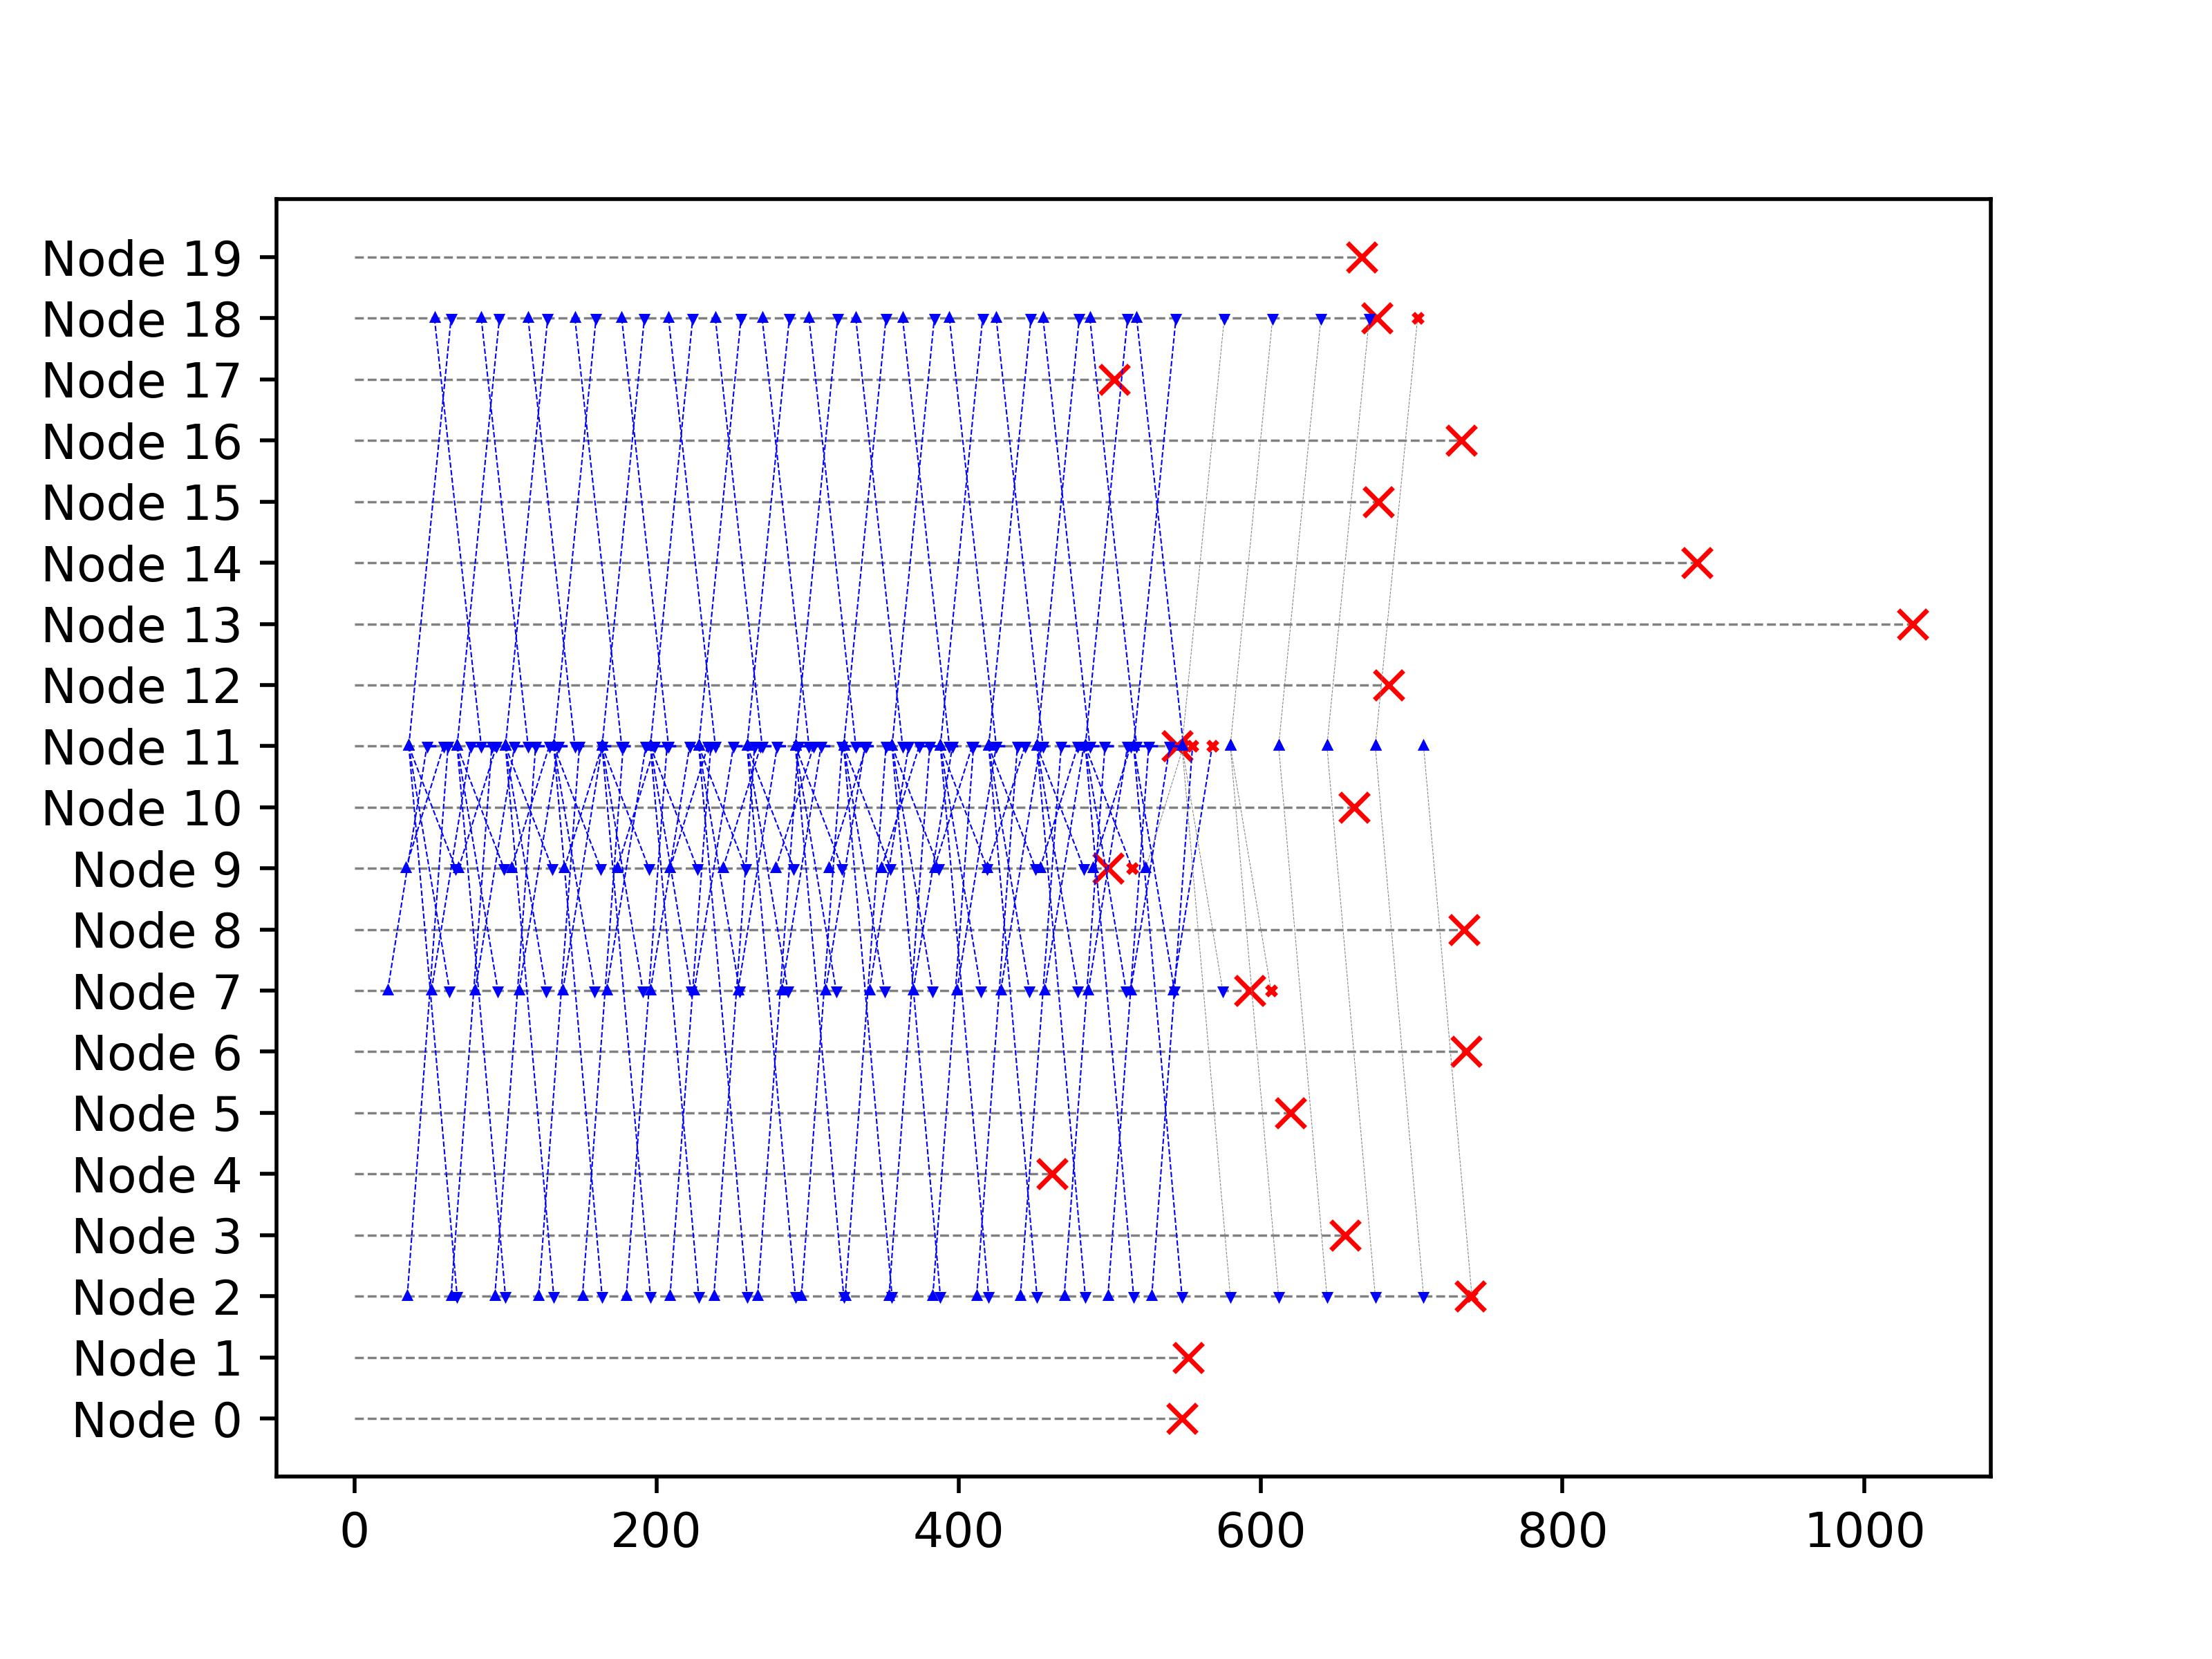 Node 19
Node 18
Node 17
Node 16
Node 15
Node 14
Node 13
Node 12
Node 11
Node 10
Node 9
Node 8
Node 7
Node 6
Node 5
Node 4
Node 3
Node 2
Node 1
Node 0
0 200 400 600 800 1000